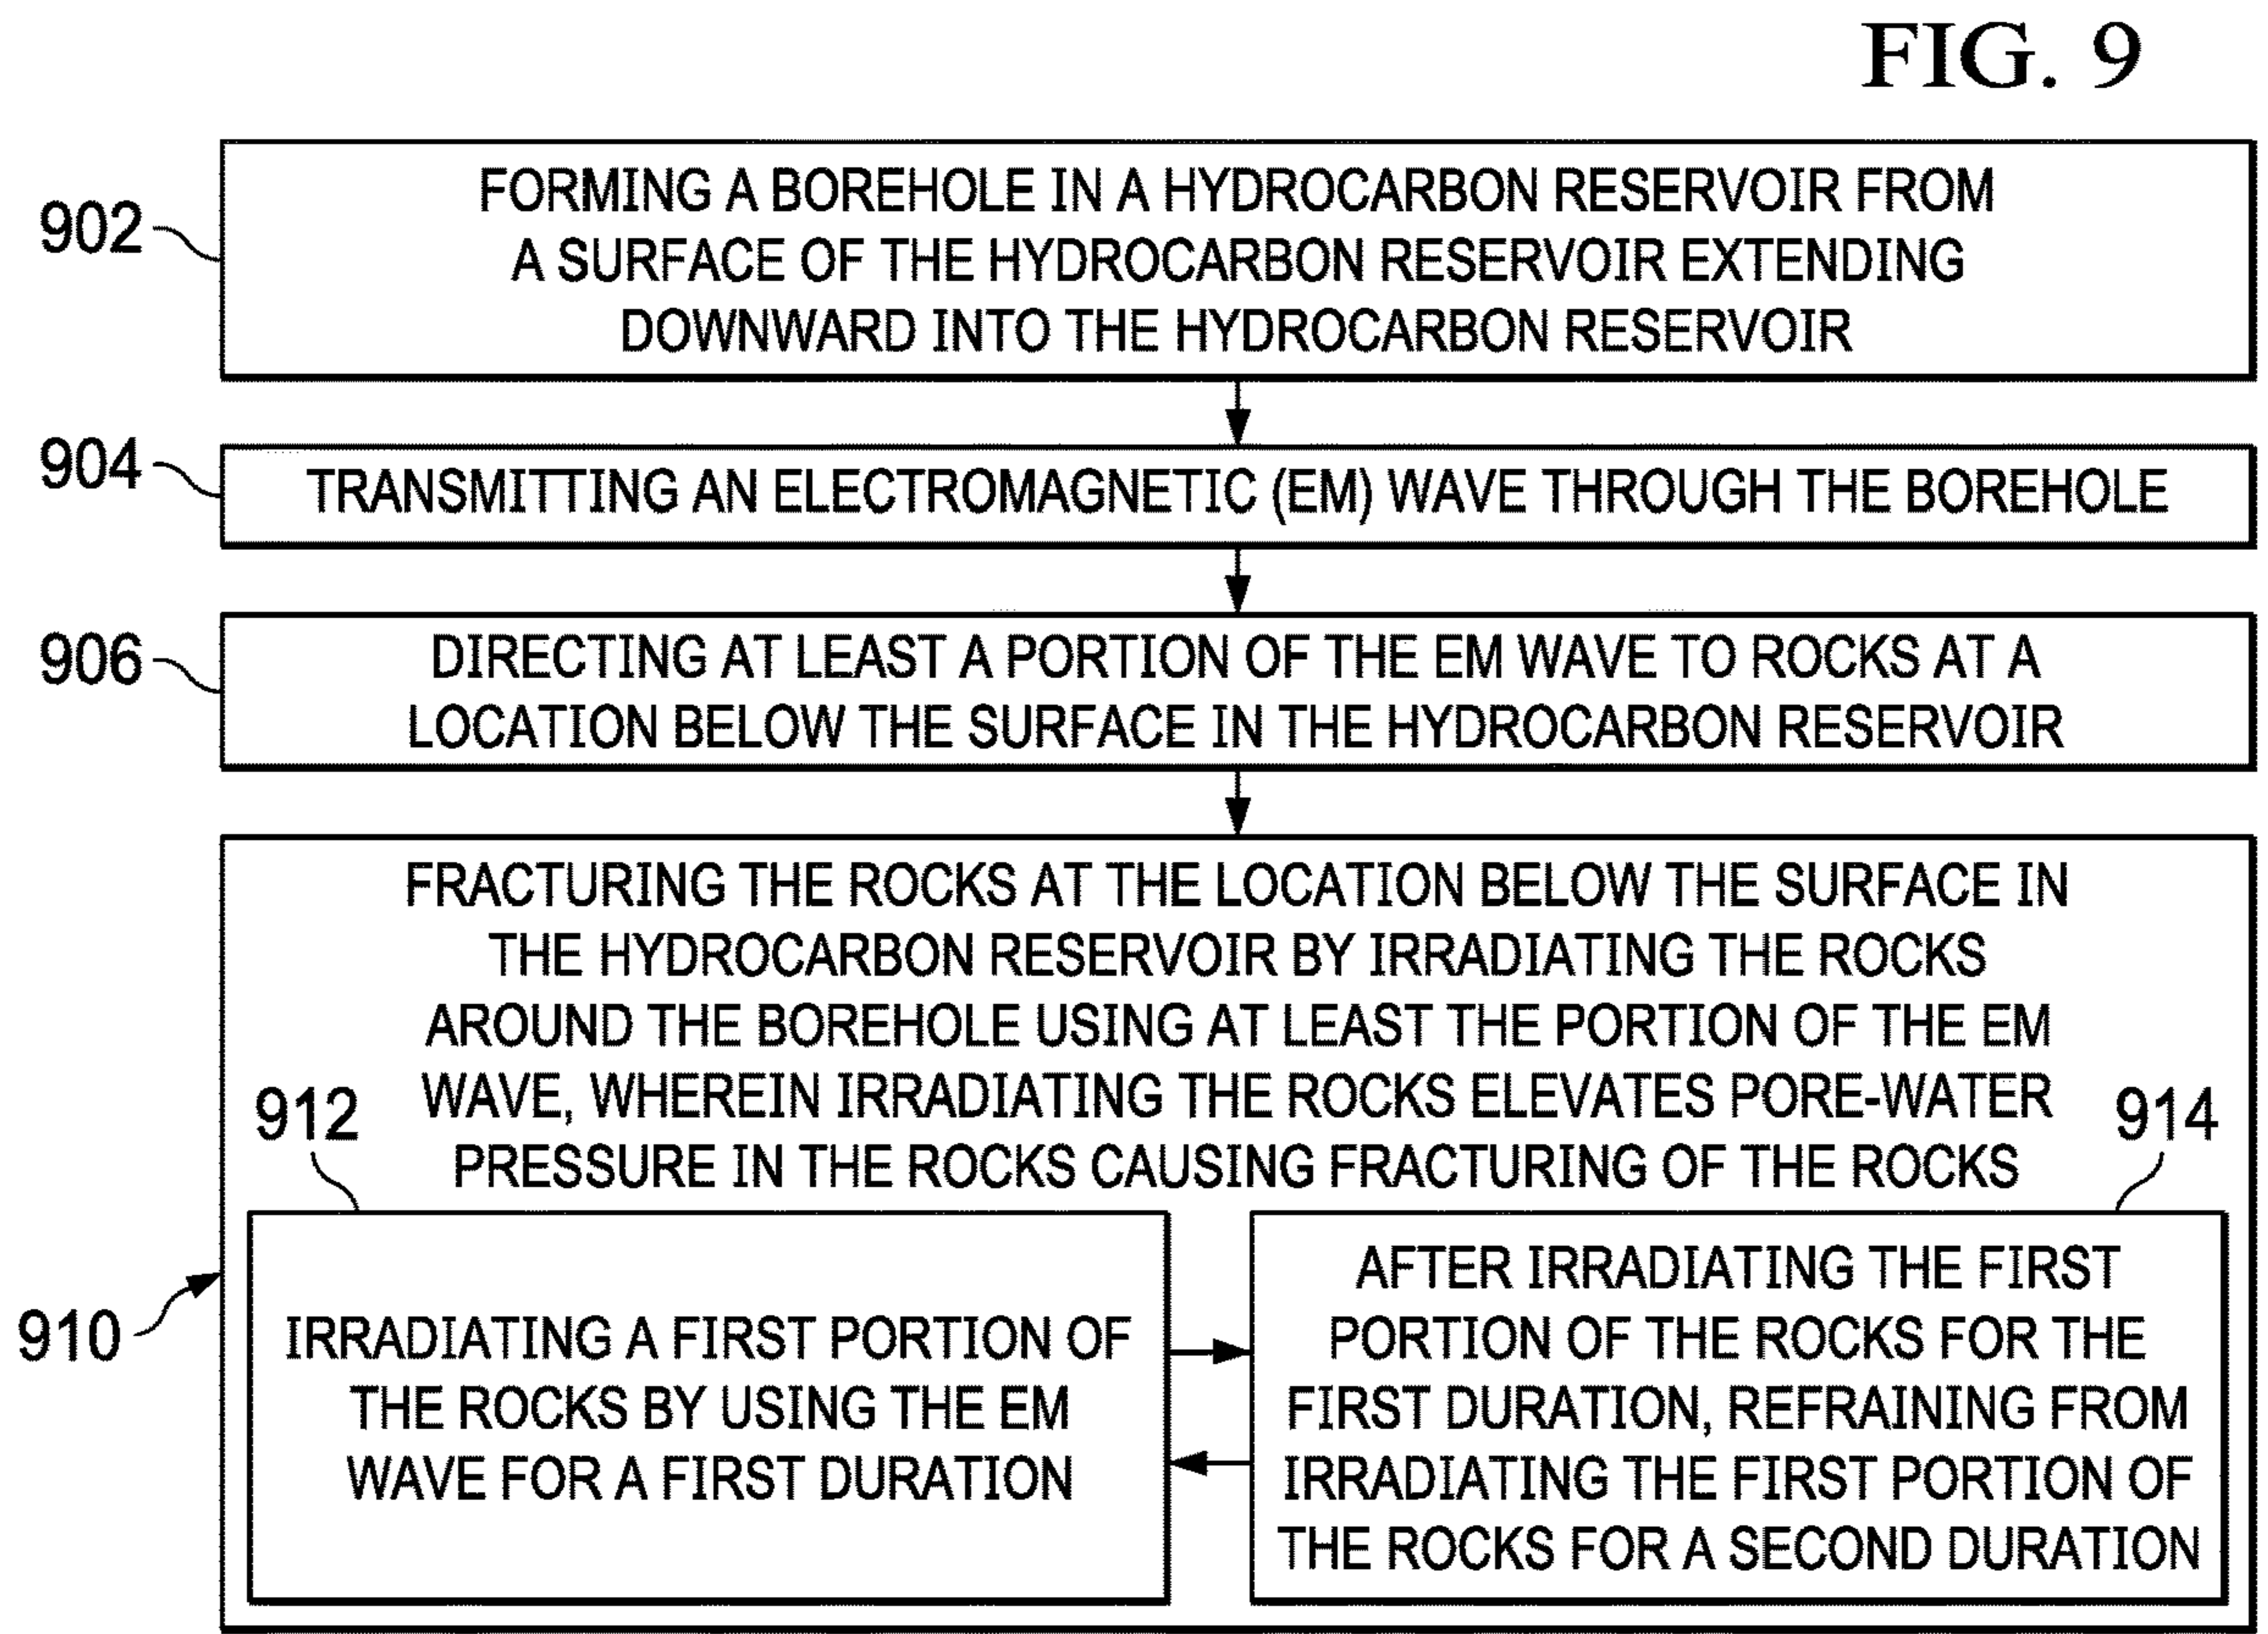 FIG. 9
902
FORMING A BOREHOLE IN A HYDROCARBON RESERVOIR FROM
A SURFACE OF THE HYDROCARBON RESERVOIR EXTENDING
DOWNWARD INTO THE HYDROCARBON RESERVOIR
904
TRANSMITTING AN ELECTROMAGNETIC (EM) WAVE THROUGH THE BOREHOLE
906
DIRECTING AT LEAST A PORTION OF THE EM WAVE TO ROCKS AT A
LOCATION BELOW THE SURFACE IN THE HYDROCARBON RESERVOIR
910
FRACTURING THE ROCKS AT THE LOCATION BELOW THE SURFACE IN
THE HYDROCARBON RESERVOIR BY IRRADIATING THE ROCKS
AROUND THE BOREHOLE USING AT LEAST THE PORTION OF THE EM
WAVE, WHEREIN IRRADIATING THE ROCKS ELEVATES PORE-WATER
PRESSURE IN THE ROCKS CAUSING FRACTURING OF THE ROCKS
912
IRRADIATING A FIRST PORTION OF
THE ROCKS BY USING THE EM
WAVE FOR A FIRST DURATION
914
AFTER IRRADIATING THE FIRST
PORTION OF THE ROCKS FOR THE
FIRST DURATION, REFRAINING FROM
IRRADIATING THE FIRST PORTION OF
THE ROCKS FOR A SECOND DURATION